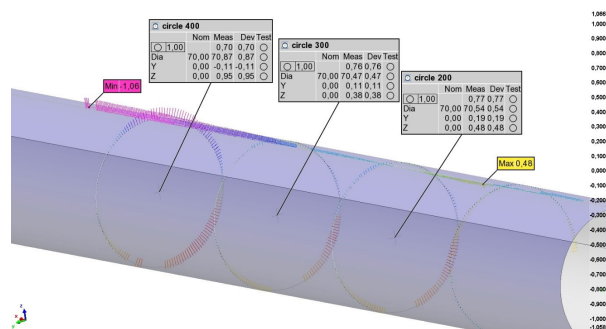 circle 400
Nom Meas Dev Test
1,00 0,70 0,70
Dia 70,00 70,87 0,87
Y 0,00 -0,11 -0,11
Z 0,00 0,95 0,95
circle 300
Nom Meas Dev Test
1,00 0,76 0,76
Dia 70,00 70,47 0,47
Y 0,00 0,11 0,11
Z 0,00 0,38 0,38
circle 200
Nom Meas Dev Test
1,00 0,77 0,77
Dia 70,00 70,54 0,54
Y 0,00 0,19 0,19
Z 0,00 0,48 0,48
Min -1,06
Max 0,48
1,066
1,000
0,900
0,800
0,700
0,600
0,500
0,400
0,300
0,200
0,100
0,000
-0,100
-0,200
-0,300
-0,400
-0,500
-0,600
-0,700
-0,800
-0,900
-1,000
-1,058
z
x
y